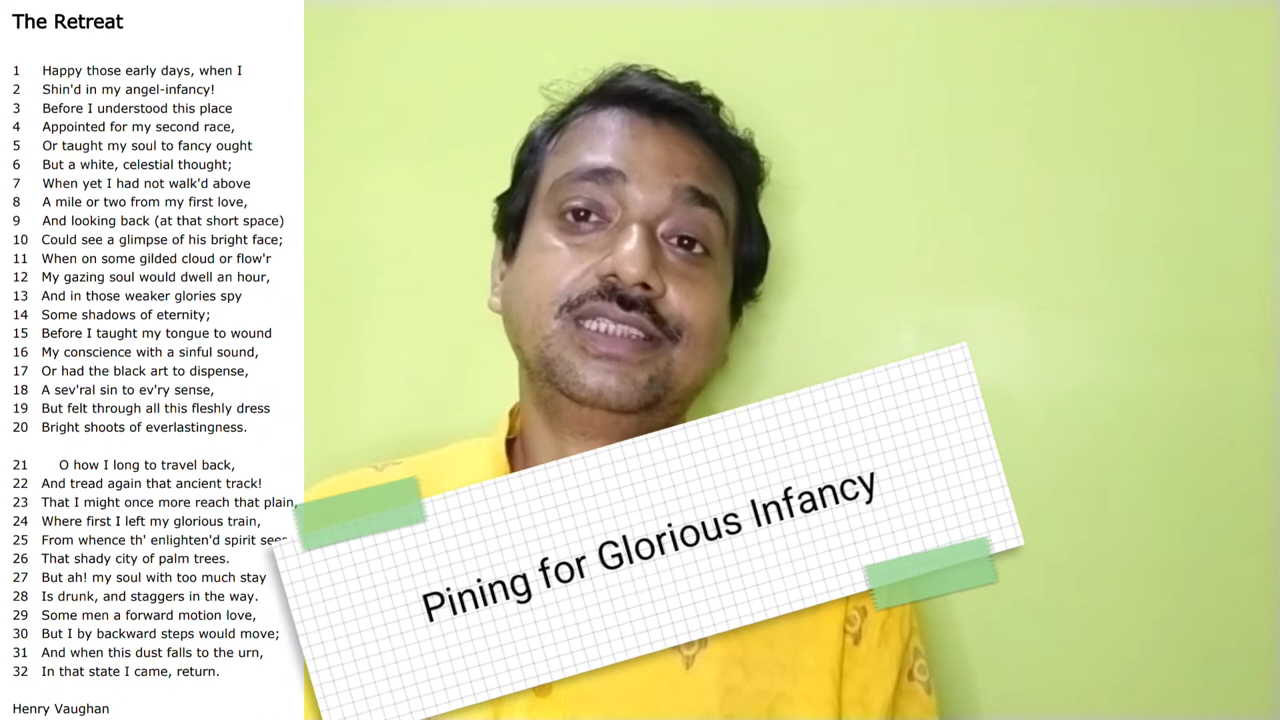 The Retreat
1 Happy those early days, when I
2 Shin'd in my angel-infancy!
3 Before I understood this place
4 Appointed for my second race,
5 Or taught my soul to fancy ought
6 But a white, celestial thought;
7 When yet I had not walk'd above
8 A mile or two from my first love,
9 And looking back (at that short space)
10 Could see a glimpse of his bright face;
11 When on some gilded cloud or flow'r
12 My gazing soul would dwell an hour,
13 And in those weaker glories spy
14 Some shadows of eternity;
15 Before I taught my tongue to wound
16 My conscience with a sinful sound,
17 Or had the black art to dispense,
18 A sev'ral sin to ev'ry sense,
19 But felt through all this fleshly dress
20 Bright shoots of everlastingness.
21 O how I long to travel back,
22 And tread again that ancient track!
23 That I might once more reach that plain,
24 Where first I left my glorious train,
25 From whence th' enlighten'd spirit sees
26 That shady city of palm trees.
27 But ah! my soul with too much stay
28 Is drunk, and staggers in the way.
29 Some men a forward motion love,
30 But I by backward steps would move;
31 And when this dust falls to the urn,
32 In that state I came, return.
Henry Vaughan
Pining for Glorious Infancy